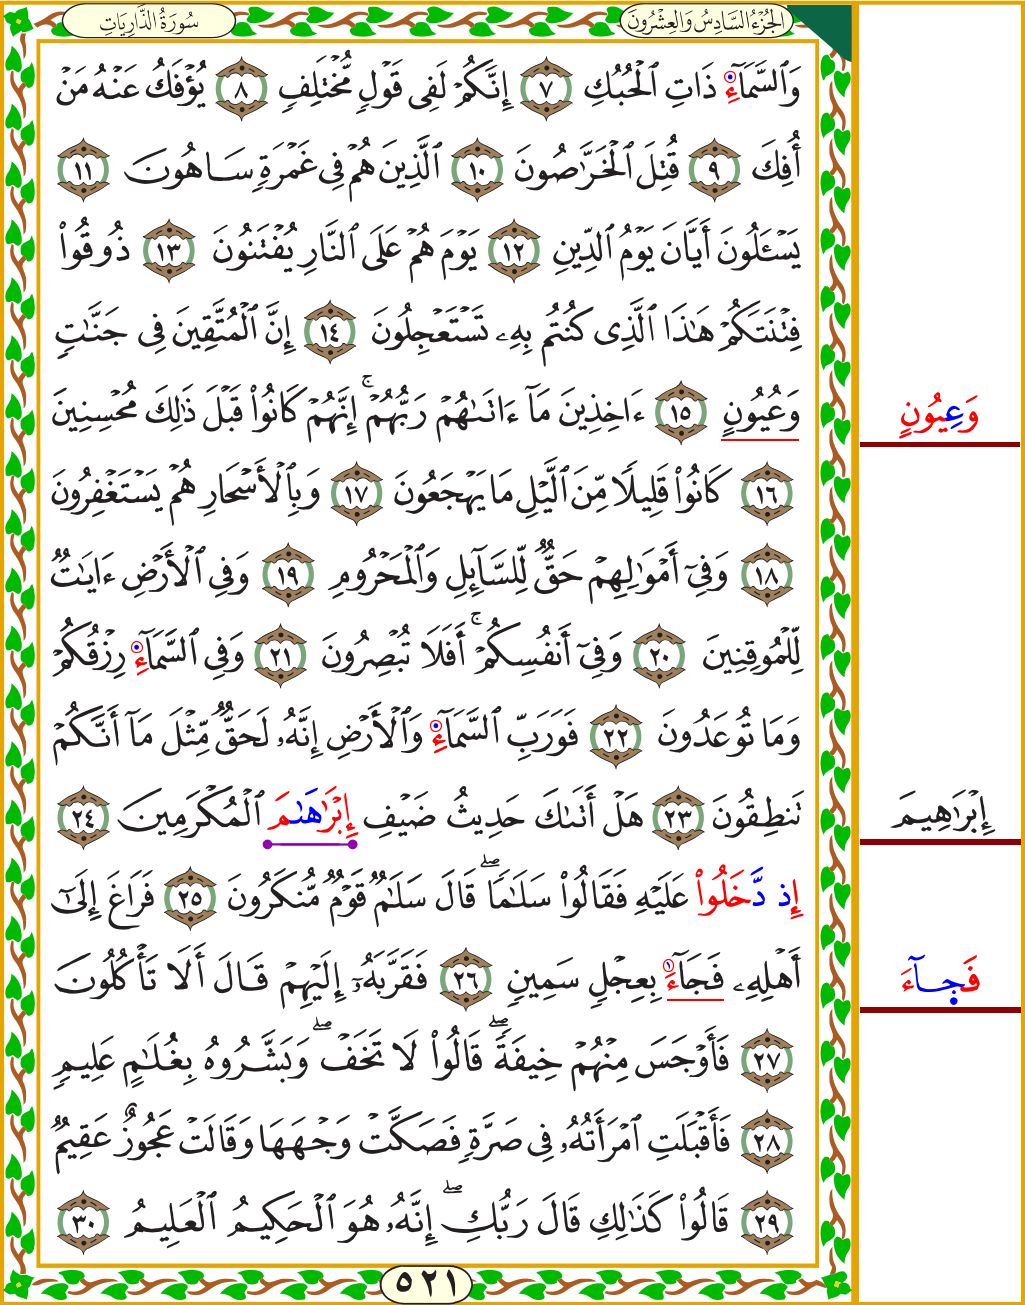 الجُزْءُ السَّادِسُ وَالعِشْرُونَ
سُورَةُ الذَّارِيَاتِ
وَٱلسَّمَآءِ ذَاتِ ٱلْحُبُكِ ٧ إِنَّكُمْ لَفِى قَوْلٍ مُّخْتَلِفٍ ٨ يُؤْفَكُ عَنْهُ مَنْ
أُفِكَ ٩ قُتِلَ ٱلْخَرَّٰصُونَ ١٠ ٱلَّذِينَ هُمْ فِى غَمْرَةٍ سَاهُونَ ١١
يَسْـَٔلُونَ أَيَّانَ يَوْمُ ٱلدِّينِ ١٢ يَوْمَ هُمْ عَلَى ٱلنَّارِ يُفْتَنُونَ ١٣ ذُوقُوا۟
فِتْنَتَكُمْ هَٰذَا ٱلَّذِى كُنتُم بِهِۦ تَسْتَعْجِلُونَ ١٤ إِنَّ ٱلْمُتَّقِينَ فِى جَنَّٰتٍ
وَعُيُونٍ ١٥ ءَاخِذِينَ مَآ ءَاتَىٰهُمْ رَبُّهُمْ ۚ إِنَّهُمْ كَانُوا۟ قَبْلَ ذَٰلِكَ مُحْسِنِينَ
وَعِيُونٍ
١٦ كَانُوا۟ قَلِيلًا مِّنَ ٱلَّيْلِ مَا يَهْجَعُونَ ١٧ وَبِٱلْأَسْحَارِ هُمْ يَسْتَغْفِرُونَ
١٨ وَفِىٓ أَمْوَٰلِهِمْ حَقٌّ لِّلسَّآئِلِ وَٱلْمَحْرُومِ ١٩ وَفِى ٱلْأَرْضِ ءَايَٰتٌ
لِّلْمُوقِنِينَ ٢٠ وَفِىٓ أَنفُسِكُمْ ۚ أَفَلَا تُبْصِرُونَ ٢١ وَفِى ٱلسَّمَآءِ رِزْقُكُمْ
وَمَا تُوعَدُونَ ٢٢ فَوَرَبِّ ٱلسَّمَآءِ وَٱلْأَرْضِ إِنَّهُۥ لَحَقٌّ مِّثْلَ مَآ أَنَّكُمْ
تَنطِقُونَ ٢٣ هَلْ أَتَىٰكَ حَدِيثُ ضَيْفِ إِبْرَٰهَٰمَ ٱلْمُكْرَمِينَ ٢٤
إِبْرَٰهِيمَ
إِذ دَّخَلُوا۟ عَلَيْهِ فَقَالُوا۟ سَلَٰمًا ۖ قَالَ سَلَٰمٌ قَوْمٌ مُّنكَرُونَ ٢٥ فَرَاغَ إِلَىٰٓ
أَهْلِهِۦ فَجَآءَ بِعِجْلٍ سَمِينٍ ٢٦ فَقَرَّبَهُۥٓ إِلَيْهِمْ قَالَ أَلَا تَأْكُلُونَ
فَجآءَ
٢٧ فَأَوْجَسَ مِنْهُمْ خِيفَةً ۖ قَالُوا۟ لَا تَخَفْ ۖ وَبَشَّرُوهُ بِغُلَٰمٍ عَلِيمٍ
٢٨ فَأَقْبَلَتِ ٱمْرَأَتُهُۥ فِى صَرَّةٍ فَصَكَّتْ وَجْهَهَا وَقَالَتْ عَجُوزٌ عَقِيمٌ
٢٩ قَالُوا۟ كَذَٰلِكِ قَالَ رَبُّكِ ۖ إِنَّهُۥ هُوَ ٱلْحَكِيمُ ٱلْعَلِيمُ ٣٠
٥٢١